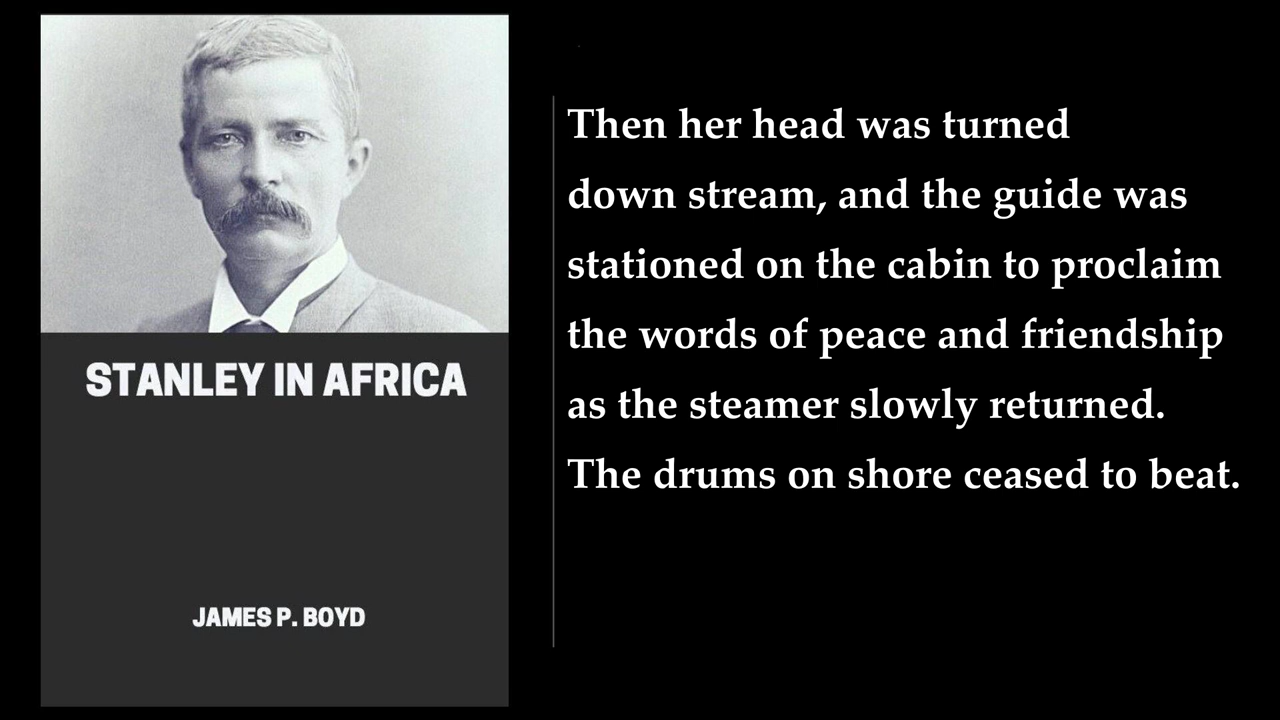 STANLEY IN AFRICA
JAMES P. BOYD
Then her head was turned
down stream, and the guide was
stationed on the cabin to proclaim
the words of peace and friendship
as the steamer slowly returned.
The drums on shore ceased to beat.